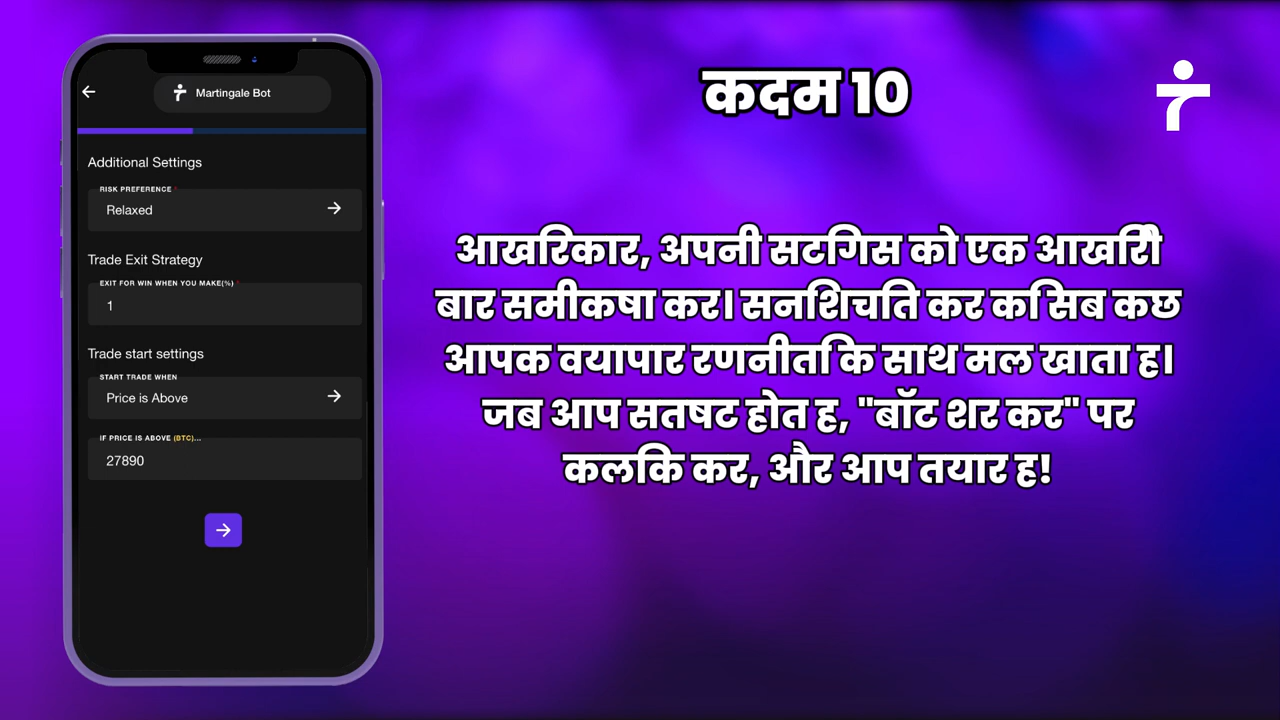 Martingale Bot
Additional Settings
RISK PREFERENCE *
Relaxed
Trade Exit Strategy
EXIT FOR WIN WHEN YOU MAKE(%) *
1
Trade start settings
START TRADE WHEN
Price is Above
IF PRICE IS ABOVE (BTC)...
27890
कदम 10
आखरिकार, अपनी सटगिस को एक आखरिी
बार समीकषा कर। सनशिचति कर क सिब कछ
आपक वयापार रणनीत कि साथ मल खाता ह।
जब आप सतषट होत ह, "बॉट शर कर" पर
कलकि कर, और आप तयार ह!